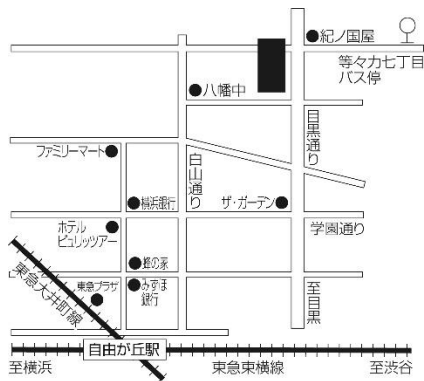 紀ノ国屋
等々力七丁目
バス停
八幡中
目黒通り
ファミリーマート
白山通り
横浜銀行
ザ・ガーデン
ホテル
ピュリッツアー
学園通り
蜂の家
東急大井町線
東急プラザ
みずほ
銀行
至目黒
自由が丘駅
至横浜
東急東横線
至渋谷